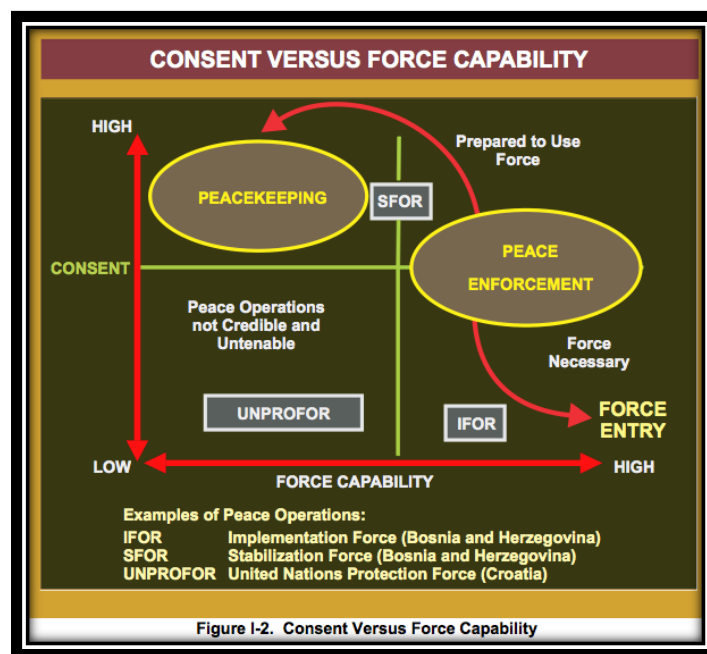 CONSENT VERSUS FORCE CAPABILITY
HIGH
Prepared to Use
Force
PEACEKEEPING
SFOR
PEACE
ENFORCEMENT
CONSENT
Peace Operations
not Credible and
Untenable
Force
Necessary
UNPROFOR
IFOR
FORCE
ENTRY
LOW
FORCE CAPABILITY
HIGH
Examples of Peace Operations:
IFOR Implementation Force (Bosnia and Herzegovina)
SFOR Stabilization Force (Bosnia and Herzegovina)
UNPROFOR United Nations Protection Force (Croatia)
Figure I-2. Consent Versus Force Capability